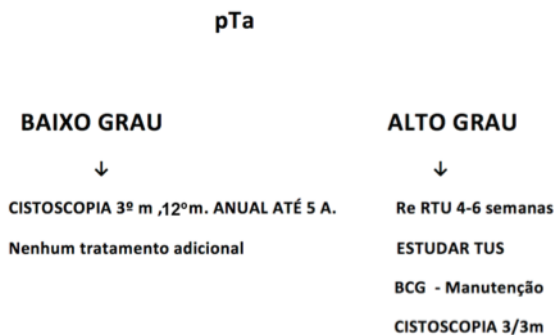 pTa
BAIXO GRAU
↓
CISTOSCOPIA 3º m ,12ºm. ANUAL ATÉ 5 A.
Nenhum tratamento adicional
ALTO GRAU
↓
Re RTU 4-6 semanas
ESTUDAR TUS
BCG - Manutenção
CISTOSCOPIA 3/3m